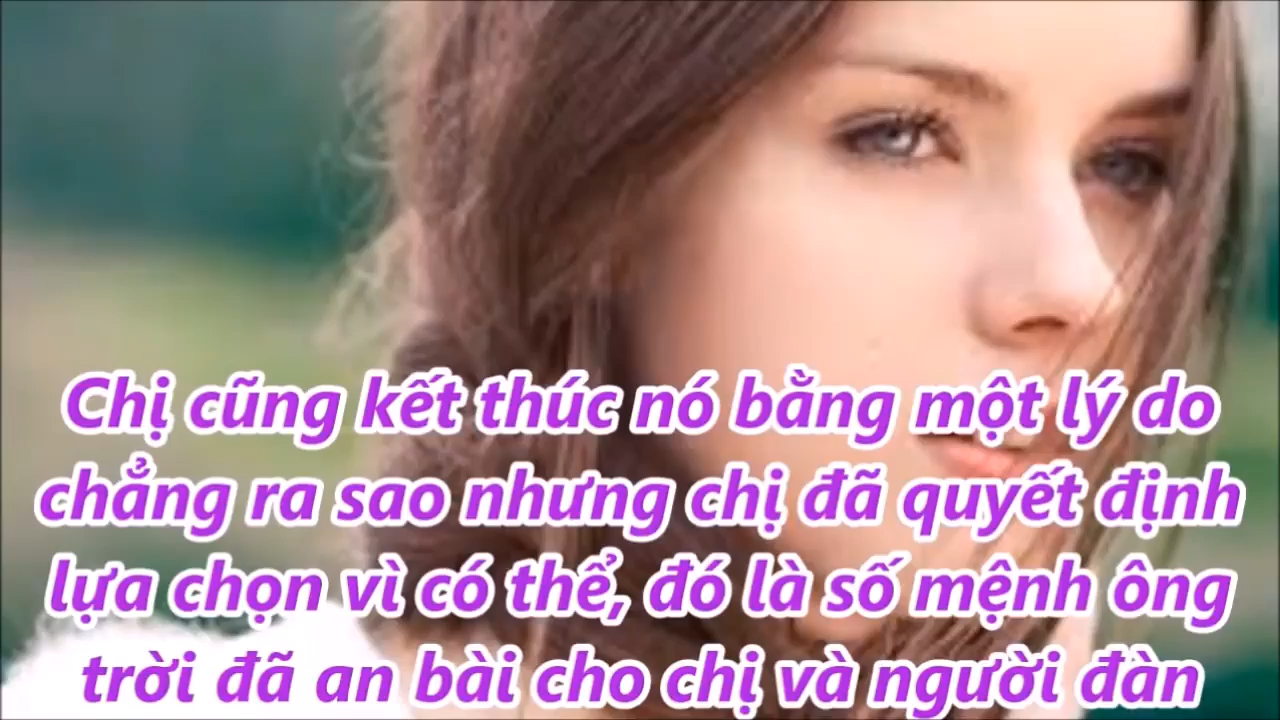 Chị cũng kết thúc nó bằng một lý do
chẳng ra sao nhưng chị đã quyết định
lựa chọn vì có thể, đó là số mệnh ông
trời đã an bài cho chị và người đàn